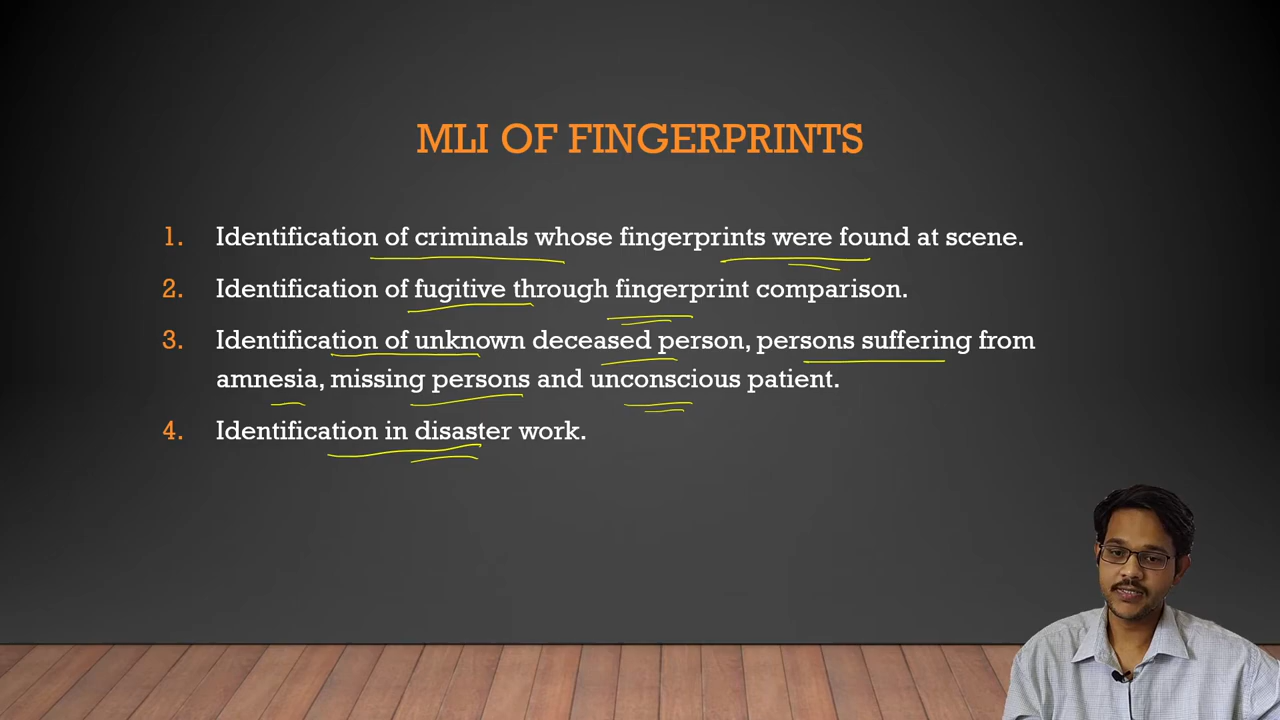 MLI OF FINGERPRINTS
1. Identification of criminals whose fingerprints were found at scene.
2. Identification of fugitive through fingerprint comparison.
3. Identification of unknown deceased person, persons suffering from
amnesia, missing persons and unconscious patient.
4. Identification in disaster work.